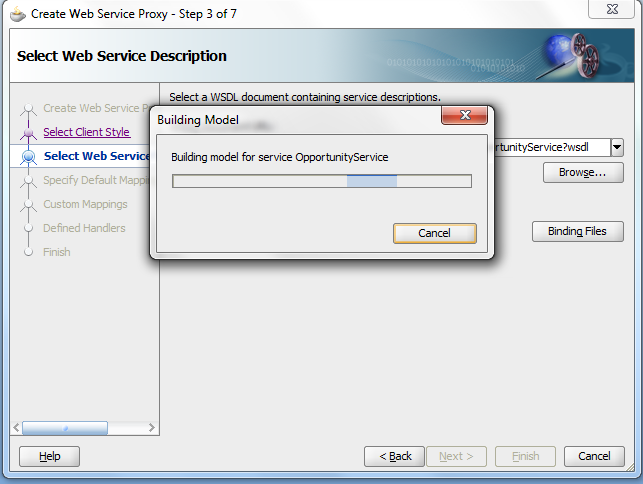 Create Web Service Proxy - Step 3 of 7
Select Web Service Description
Create Web Service
Select Client Style
Select Web Service
Specify Default
Custom Mappings
Defined Handlers
Finish
Select a WSDL document containing service descriptions.
Building Model
Building model for service OpportunityService
Cancel
rtunityService?wsdl
Browse...
Binding Files
Help
< Back
Next >
Finish
Cancel